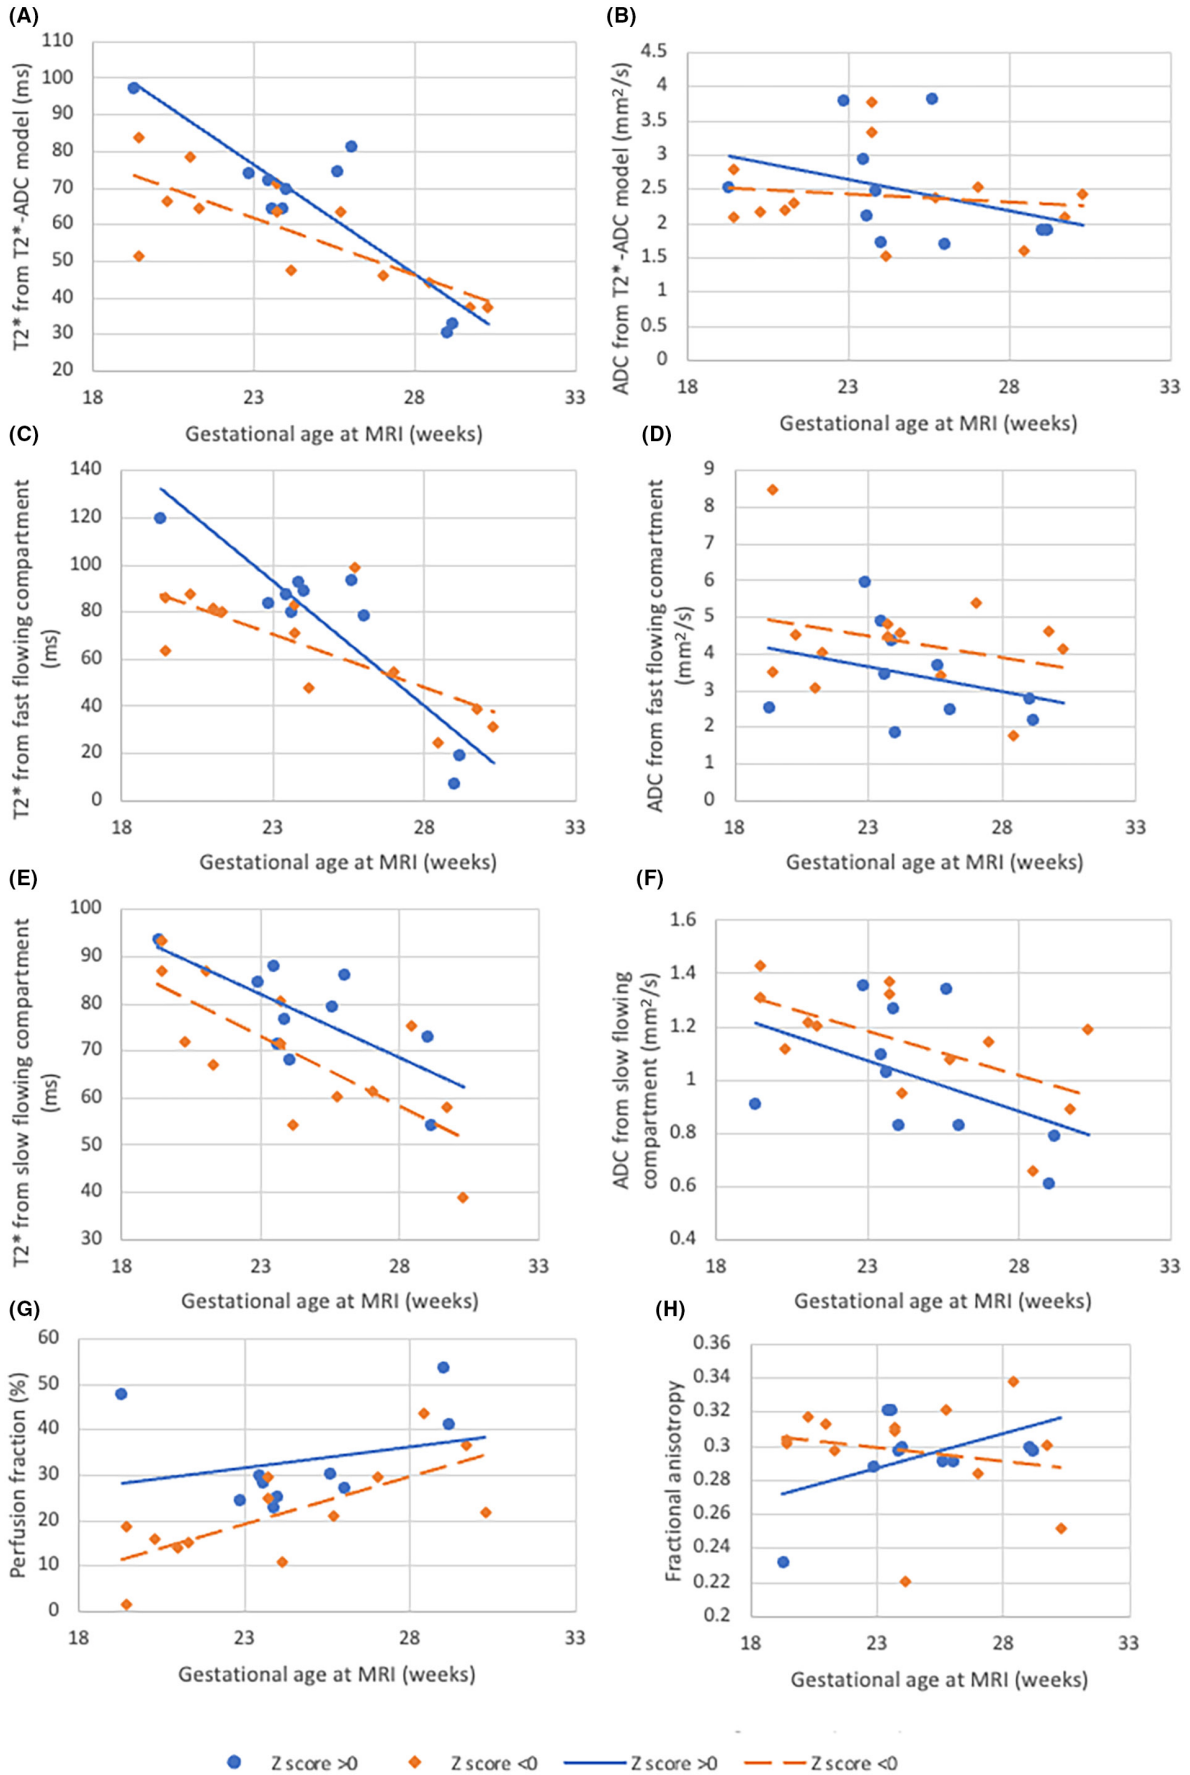 (A)
T2* from T2*-ADC model (ms)
110
100
90
80
70
60
50
40
30
20
18 23 28 33
Gestational age at MRI (weeks)
(B)
ADC from T2*-ADC model (mm²/s)
4.5
4
3.5
3
2.5
2
1.5
1
0.5
0
18 23 28 33
Gestational age at MRI (weeks)
(C)
T2* from fast flowing compartment
(ms)
140
120
100
80
60
40
20
0
18 23 28 33
Gestational age at MRI (weeks)
(D)
ADC from fast flowing comartment
(mm²/s)
9
8
7
6
5
4
3
2
1
0
18 23 28 33
Gestational age at MRI (weeks)
(E)
T2* from slow flowing compartment
(ms)
100
90
80
70
60
50
40
30
18 23 28 33
Gestational age at MRI (weeks)
(F)
ADC from slow flowing
compartment (mm²/s)
1.6
1.4
1.2
1
0.8
0.6
0.4
18 23 28 33
Gestational age at MRI (weeks)
(G)
Perfusion fraction (%)
60
50
40
30
20
10
0
18 23 28 33
Gestational age at MRI (weeks)
(H)
Fractional anisotropy
0.36
0.34
0.32
0.3
0.28
0.26
0.24
0.22
0.2
18 23 28 33
Gestational age at MRI (weeks)
Z score >0 Z score <0 Z score >0 Z score <0